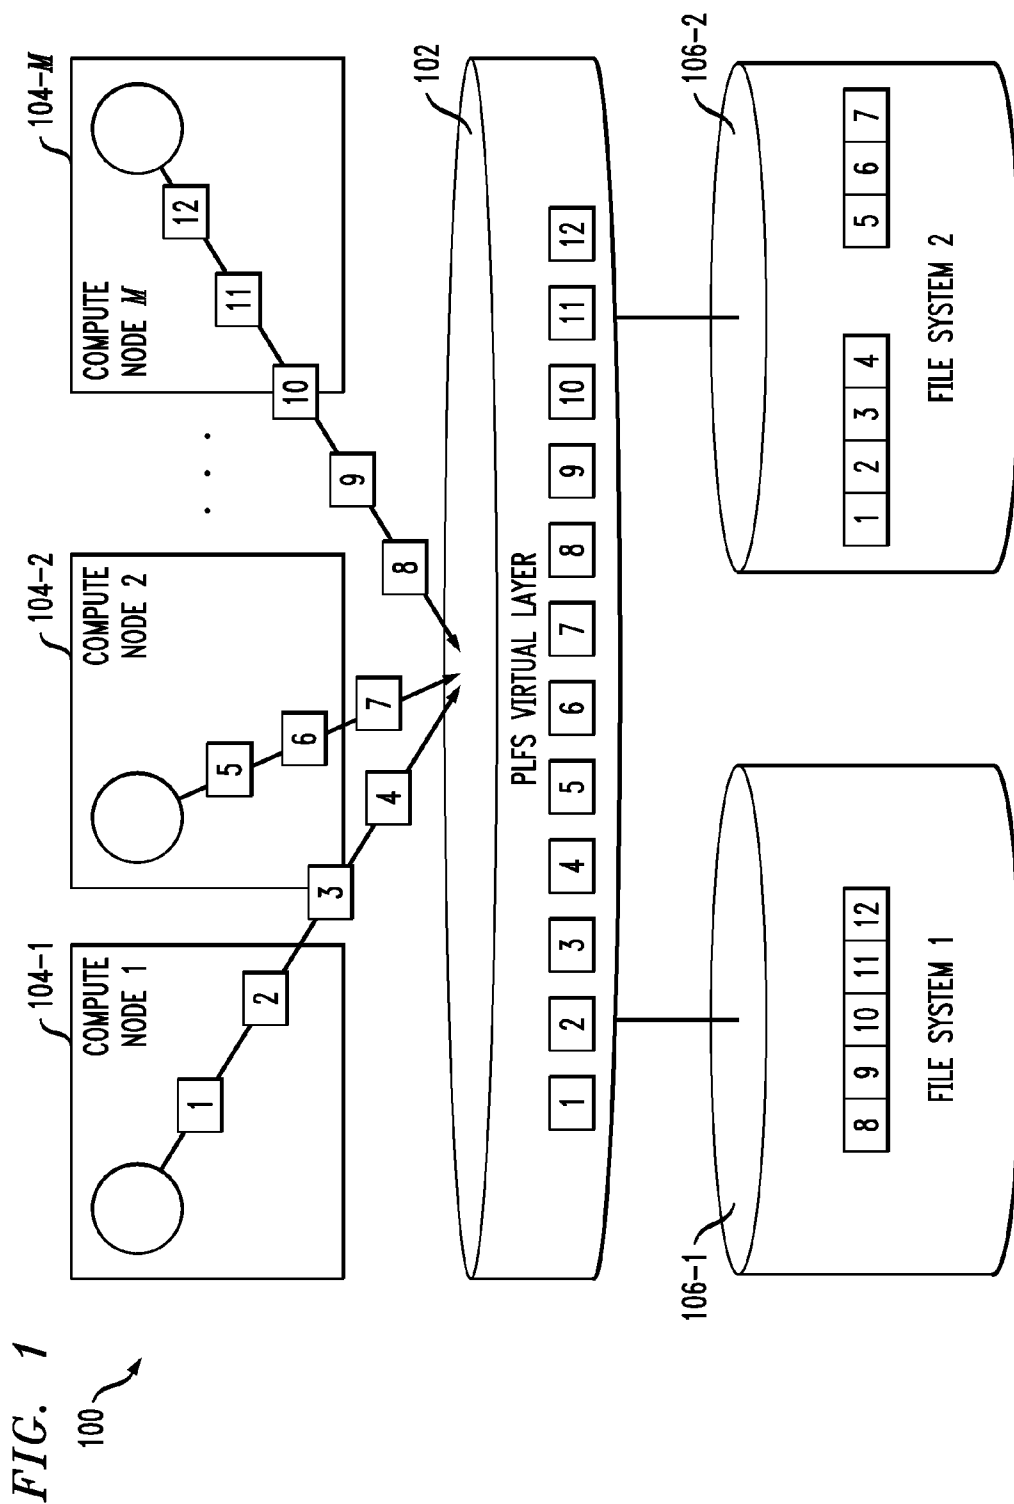 FIG. 1
100
104-1
104-2
104-M
COMPUTE
NODE 1
COMPUTE
NODE 2
COMPUTE
NODE M
. . .
1
2
3
4
5
6
7
8
9
10
11
12
102
PLFS VIRTUAL LAYER
1 2 3 4 5 6 7 8 9 10 11 12
106-1
106-2
8 9 10 11 12
1 2 3 4
5 6 7
FILE SYSTEM 1
FILE SYSTEM 2